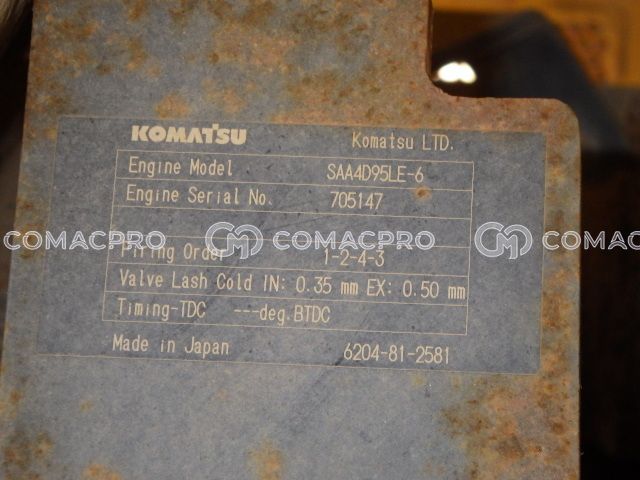 KOMATSU Komatsu LTD.
Engine Model SAA4D95LE-6
Engine Serial No. 705147
COMACPRO COMACPRO COMACPRO
Firing Order 1-2-4-3
Valve Lash Cold IN: 0.35 mm EX: 0.50 mm
Timing-TDC ---deg.BTDC
Made in Japan 6204-81-2581